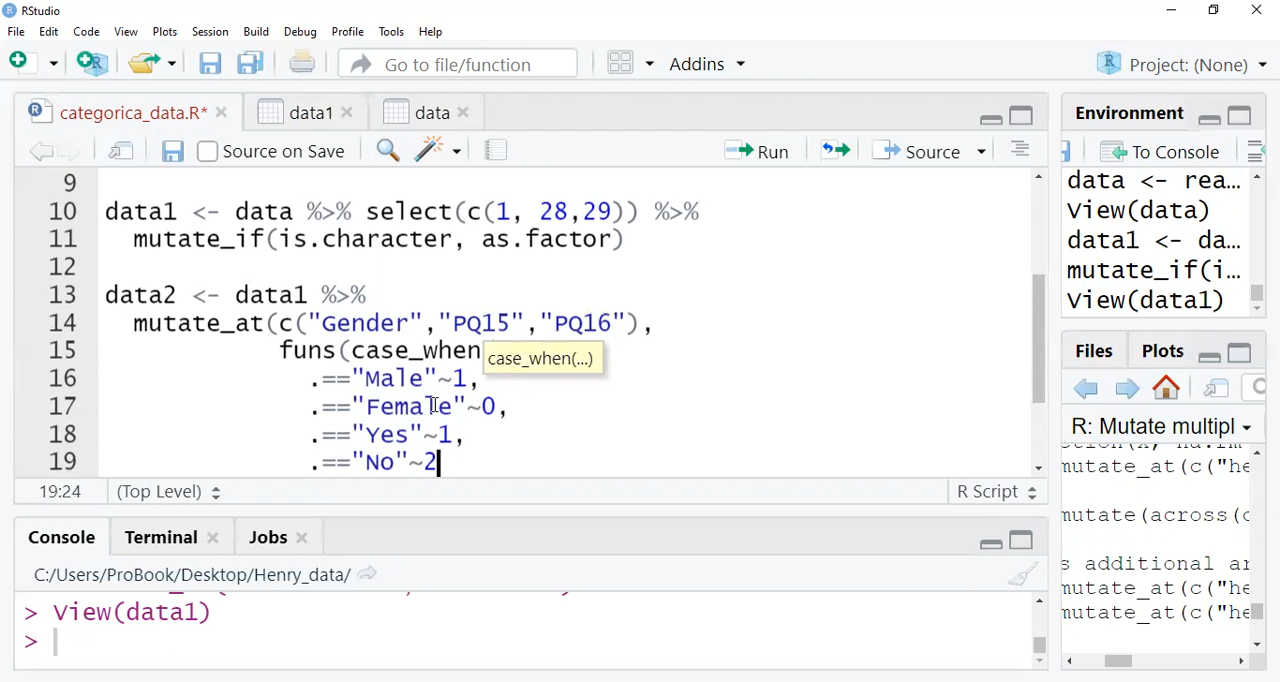 RStudio
File Edit Code View Plots Session Build Debug Profile Tools Help
Go to file/function Addins Project: (None)
categorica_data.R* data1 data
Source on Save Run Source
9
10 data1 <- data %>% select(c(1, 28,29)) %>%
11 mutate_if(is.character, as.factor)
12
13 data2 <- data1 %>%
14 mutate_at(c("Gender","PQ15","PQ16"),
15 funs(case_when
case_when(...)
16 .=="Male"~1,
17 .=="Female"~0,
18 .=="Yes"~1,
19 .=="No"~2
19:24 (Top Level) R Script
Console Terminal Jobs
C:/Users/ProBook/Desktop/Henry_data/
> View(data1)
>
Environment
To Console
data <- rea...
View(data)
data1 <- da...
mutate_if(i...
View(data1)
Files Plots
R: Mutate multipl
mutate_at(c("he
mutate(across(c
s additional ar
mutate_at(c("he
mutate_at(c("he